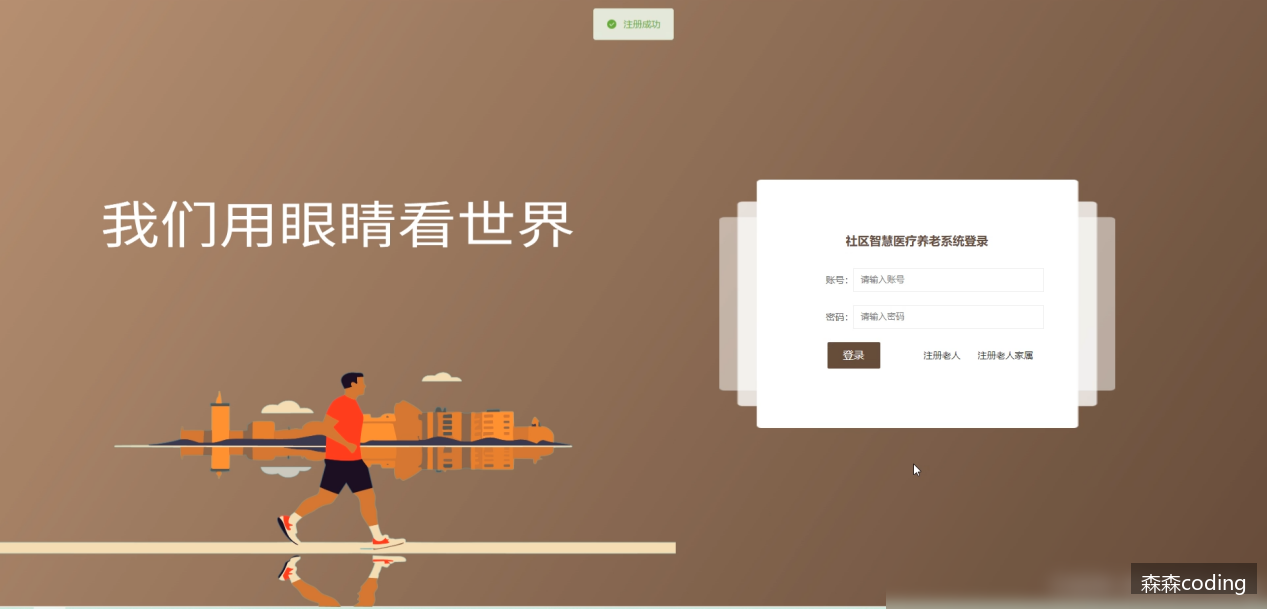 注册成功
我们用眼睛看世界
社区智慧医疗养老系统登录
账号： 请输入账号
密码： 请输入密码
登录 注册老人 注册老人家属
森森coding